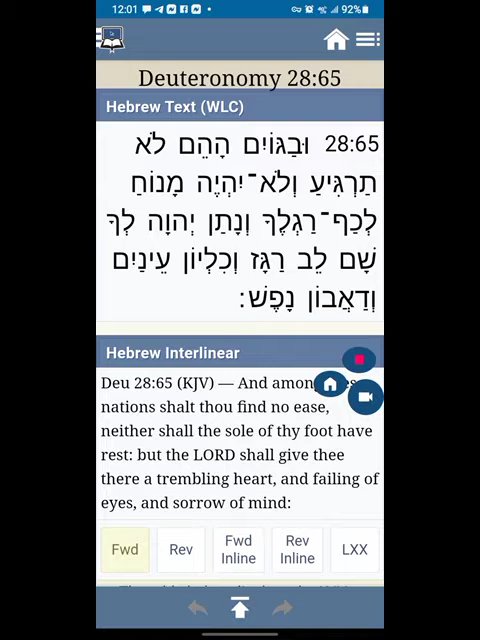 12:01
92%
Deuteronomy 28:65
Hebrew Text (WLC)
28:65 וּבַגּוֹיִם הָהֵם לֹא
תַרְגִּיעַ וְלֹא־יִהְיֶה מָנוֹחַ
לְכַף־רַגְלֶךָ וְנָתַן יְהוָה לְךָ
שָׁם לֵב רַגָּז וְכִלְיוֹן עֵינַיִם
וְדַאֲבוֹן נָפֶשׁ׃
Hebrew Interlinear
Deu 28:65 (KJV) — And among
nations shalt thou find no ease,
neither shall the sole of thy foot have
rest: but the LORD shall give thee
there a trembling heart, and failing of
eyes, and sorrow of mind:
Fwd
Rev
Fwd Inline
Rev Inline
LXX